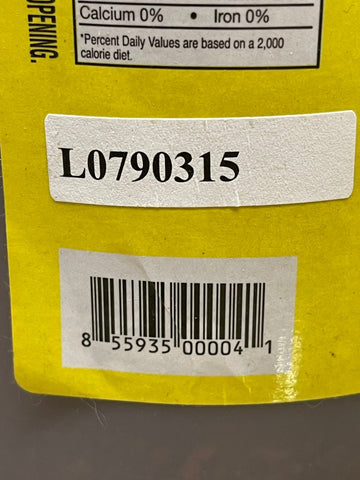 Calcium 0% • Iron 0%
*Percent Daily Values are based on a 2,000
calorie diet.
OPENING.
L0790315
8 55935 00004 1